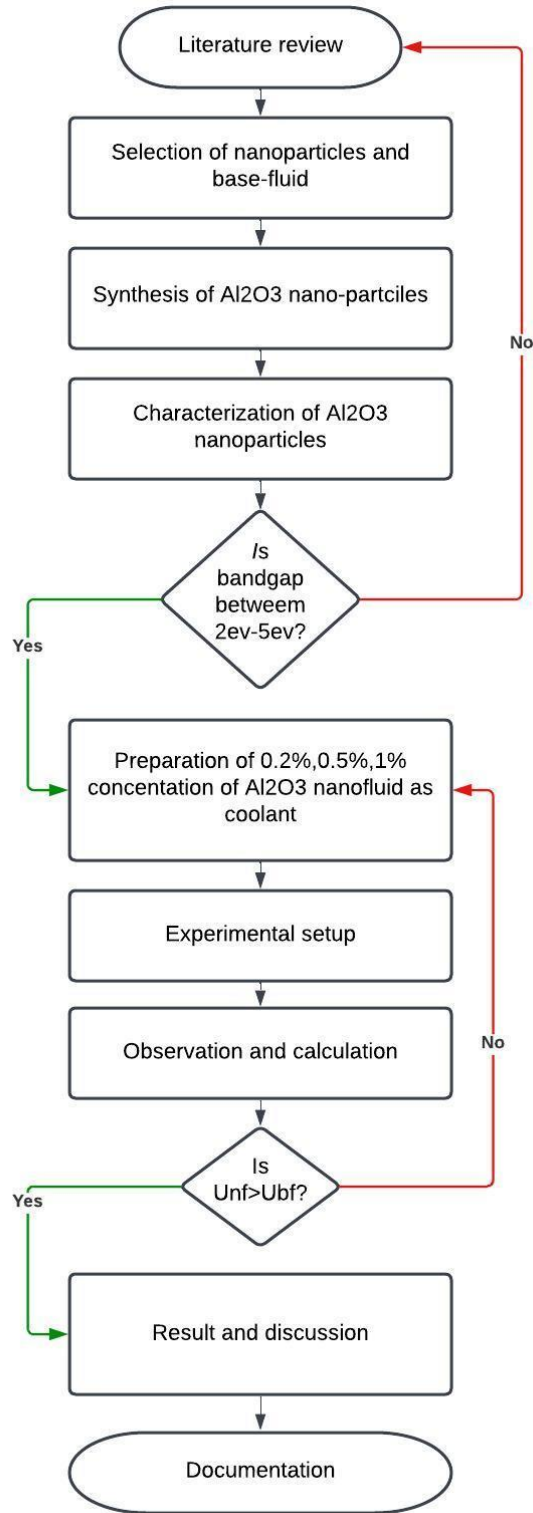 Literature review
Selection of nanoparticles and
base-fluid
Synthesis of Al2O3 nano-partciles
Characterization of Al2O3
nanoparticles
No
Is
bandgap
betweem
2ev-5ev?
Yes
Preparation of 0.2%,0.5%,1%
concentation of Al2O3 nanofluid as
coolant
Experimental setup
Observation and calculation
No
Is
Unf>Ubf?
Yes
Result and discussion
Documentation